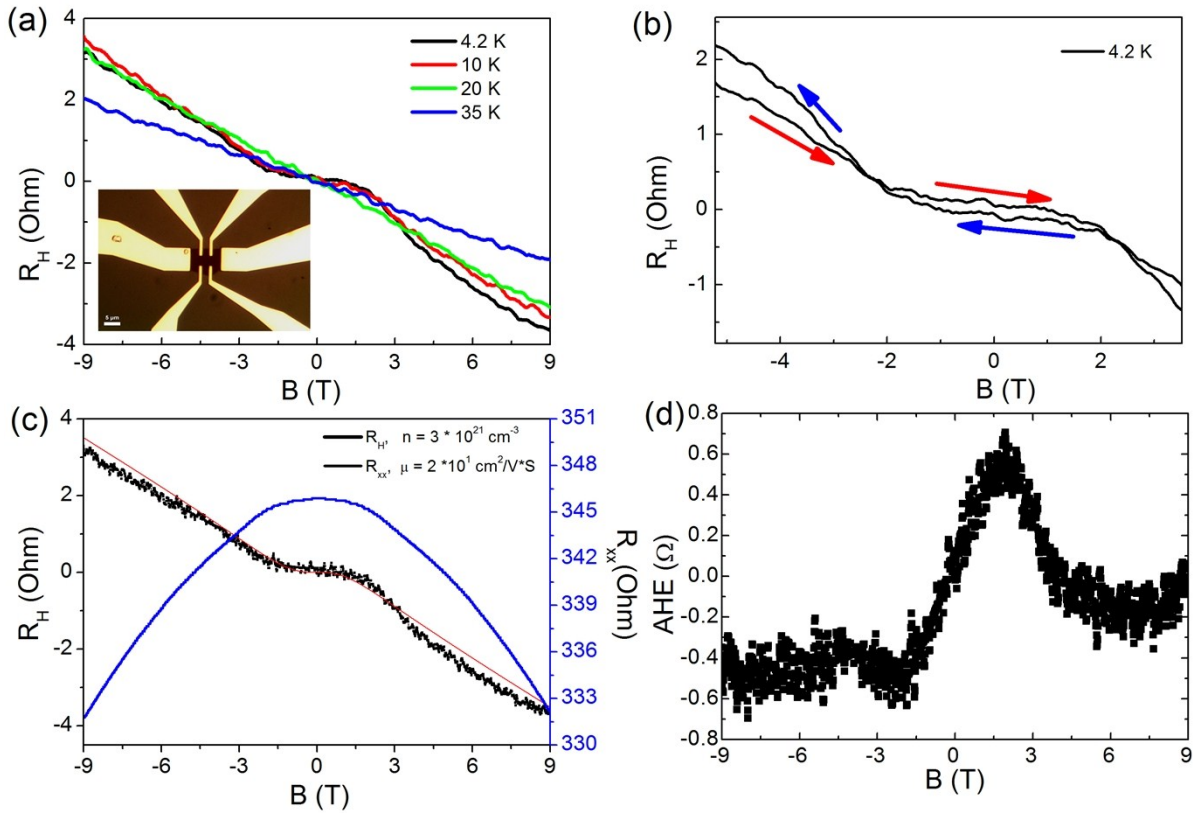 (a)
4.2 K
10 K
20 K
35 K
R_H (Ohm)
4
2
0
-2
-4
5 μm
-9 -6 -3 0 3 6 9
B (T)
(b)
4.2 K
R_H (Ohm)
2
1
0
-1
-4 -2 0 2
B (T)
(c)
R_H, n = 3 * 10^21 cm^-3
R_xx, μ = 2 *10^1 cm^2/V*S
R_H (Ohm)
4
2
0
-2
-4
351
348
345
342
339
336
333
330
R_xx (Ohm)
-9 -6 -3 0 3 6 9
B (T)
(d)
AHE (Ω)
0.8
0.6
0.4
0.2
0.0
-0.2
-0.4
-0.6
-0.8
-9 -6 -3 0 3 6 9
B (T)